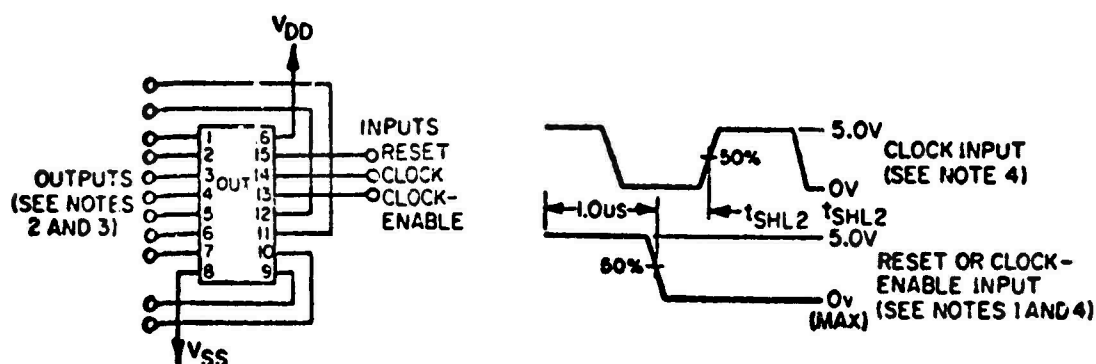 VDD
1
2
3
4
5
6
7
8
OUT
6
15
14
13
12
11
10
9
OUTPUTS
(SEE NOTES
2 AND 3)
INPUTS
RESET
CLOCK
CLOCK-
ENABLE
VSS
5.0V
50%
CLOCK INPUT
(SEE NOTE 4)
0V
1.0us
tSHL2
tSHL2
5.0V
50%
RESET OR CLOCK-
ENABLE INPUT
(SEE NOTES 1 AND 4)
0v
(MAX)